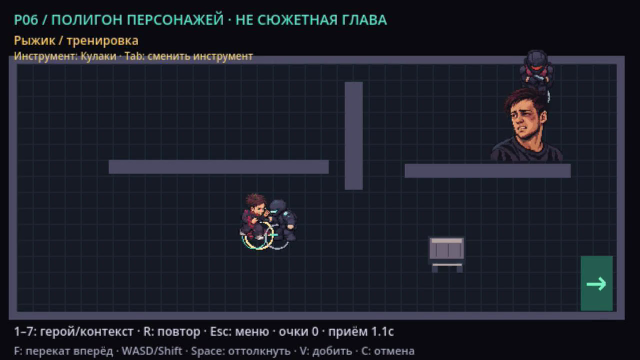 P06 / ПОЛИГОН ПЕРСОНАЖЕЙ · НЕ СЮЖЕТНАЯ ГЛАВА
Рыжик / тренировка
Инструмент: Кулаки · Tab: сменить инструмент
→
1–7: герой/контекст · R: повтор · Esc: меню · очки 0 · приём 1.1с
F: перекат вперёд · WASD/Shift · Space: оттолкнуть · V: добить · C: отмена